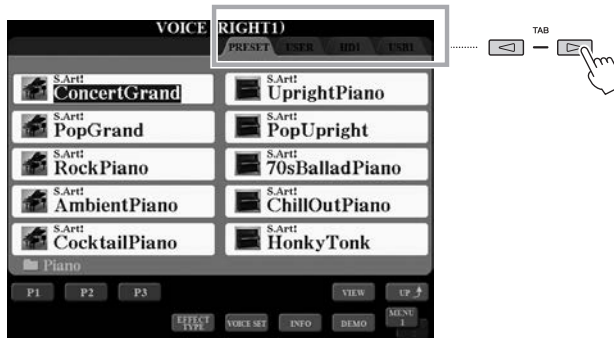 VOICE (RIGHT1)
PRESET USER HD1 USB1
TAB
S.Art!
ConcertGrand
S.Art!
UprightPiano
S.Art!
PopGrand
S.Art!
PopUpright
S.Art!
RockPiano
S.Art!
70sBalladPiano
S.Art!
AmbientPiano
S.Art!
ChillOutPiano
S.Art!
CocktailPiano
S.Art!
HonkyTonk
Piano
P1 P2 P3 VIEW UP
EFFECT TYPE VOICE SET INFO DEMO MENU 1